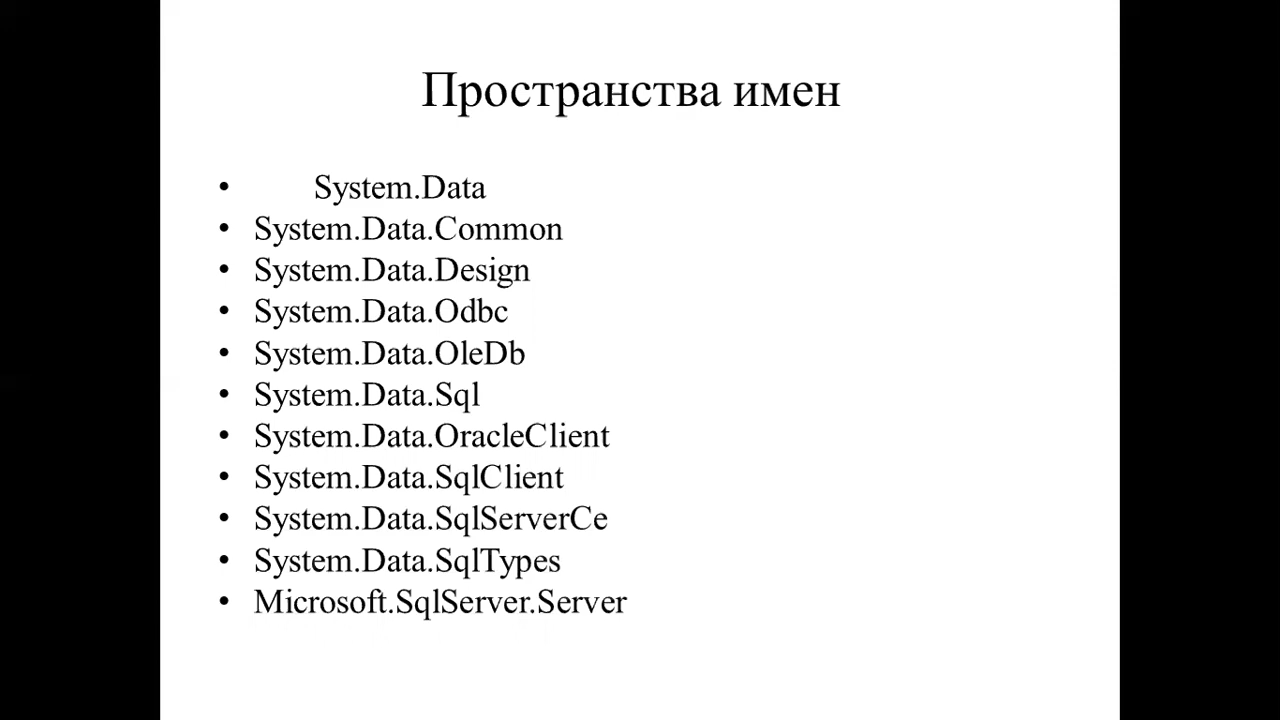 Пространства имен
• System.Data
• System.Data.Common
• System.Data.Design
• System.Data.Odbc
• System.Data.OleDb
• System.Data.Sql
• System.Data.OracleClient
• System.Data.SqlClient
• System.Data.SqlServerCe
• System.Data.SqlTypes
• Microsoft.SqlServer.Server